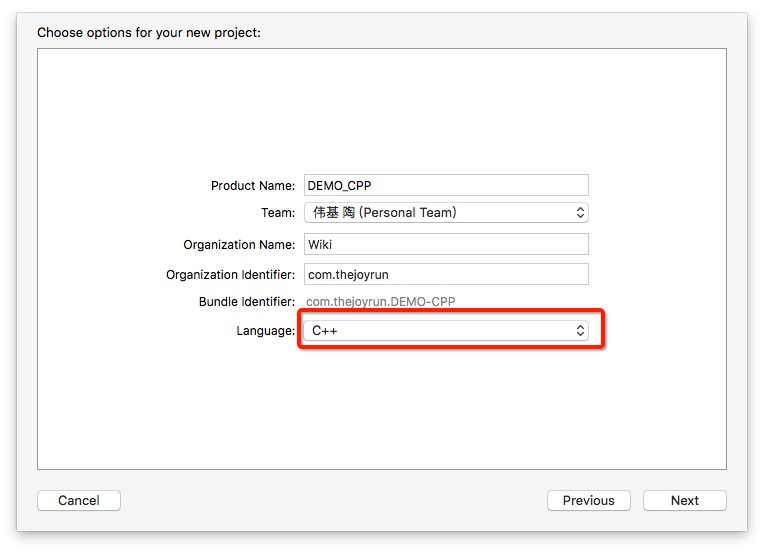 Choose options for your new project:
Product Name: DEMO_CPP
Team: 伟基 陶 (Personal Team)
Organization Name: Wiki
Organization Identifier: com.thejoyrun
Bundle Identifier: com.thejoyrun.DEMO-CPP
Language: C++
Cancel Previous Next